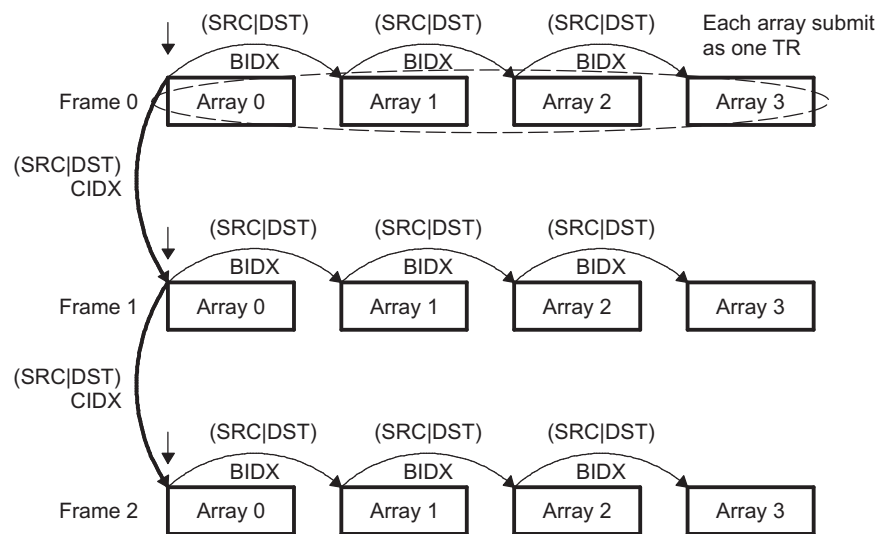 (SRC|DST) (SRC|DST) (SRC|DST) Each array submit
as one TR
BIDX BIDX BIDX
Frame 0 Array 0 Array 1 Array 2 Array 3
(SRC|DST)
CIDX
(SRC|DST) (SRC|DST) (SRC|DST)
BIDX BIDX BIDX
Frame 1 Array 0 Array 1 Array 2 Array 3
(SRC|DST)
CIDX
(SRC|DST) (SRC|DST) (SRC|DST)
BIDX BIDX BIDX
Frame 2 Array 0 Array 1 Array 2 Array 3